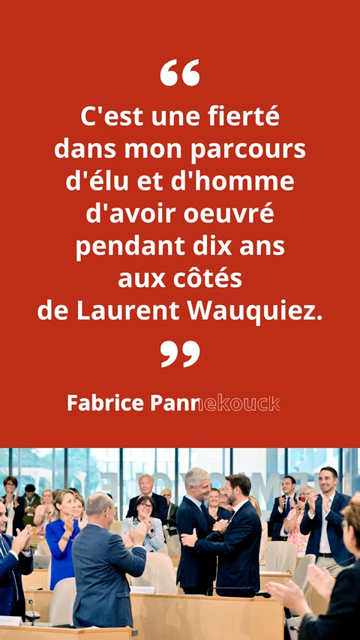 “
C'est une fierté
dans mon parcours
d'élu et d'homme
d'avoir oeuvré
pendant dix ans
aux côtés
de Laurent Wauquiez.
”
Fabrice Pannekouck